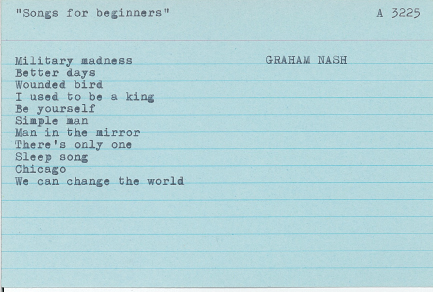 "Songs for beginners" A 3225
Military madness GRAHAM NASH
Better days
Wounded bird
I used to be a king
Be yourself
Simple man
Man in the mirror
There's only one
Sleep song
Chicago
We can change the world